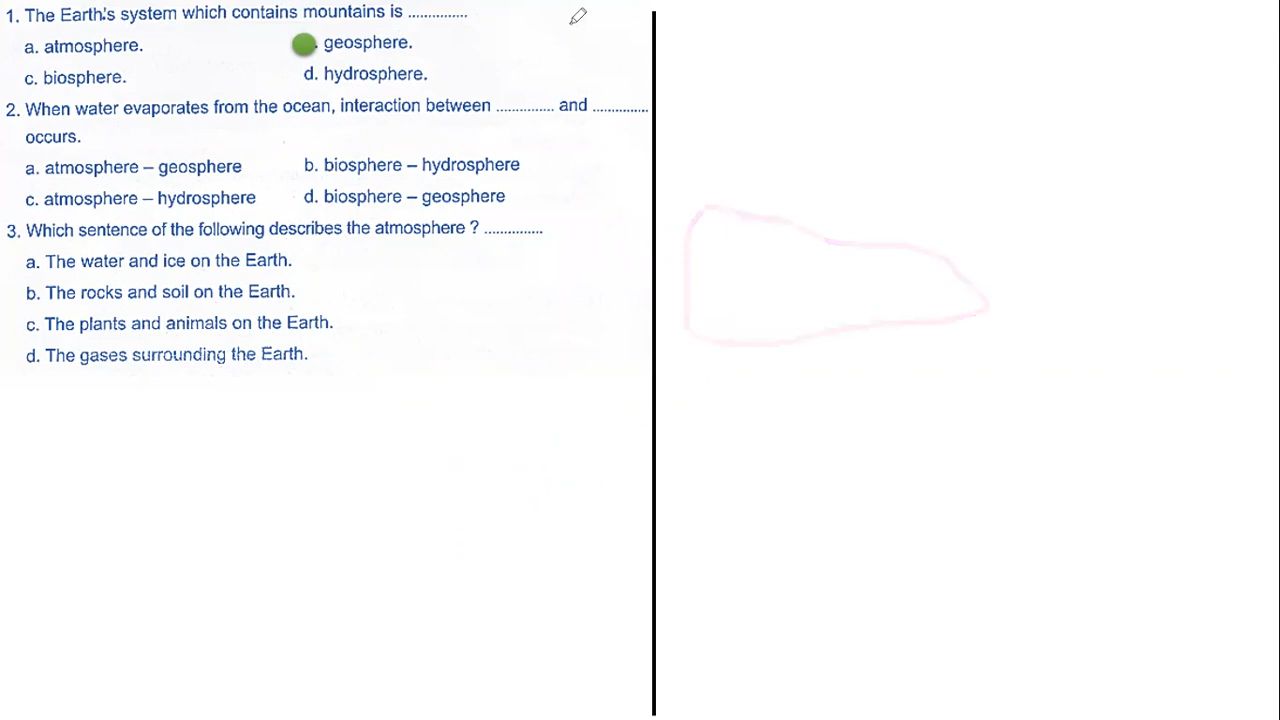 1. The Earth's system which contains mountains is ...............
a. atmosphere.
. geosphere.
c. biosphere.
d. hydrosphere.
2. When water evaporates from the ocean, interaction between .............. and ..............
occurs.
a. atmosphere – geosphere
b. biosphere – hydrosphere
c. atmosphere – hydrosphere
d. biosphere – geosphere
3. Which sentence of the following describes the atmosphere ? ...............
a. The water and ice on the Earth.
b. The rocks and soil on the Earth.
c. The plants and animals on the Earth.
d. The gases surrounding the Earth.